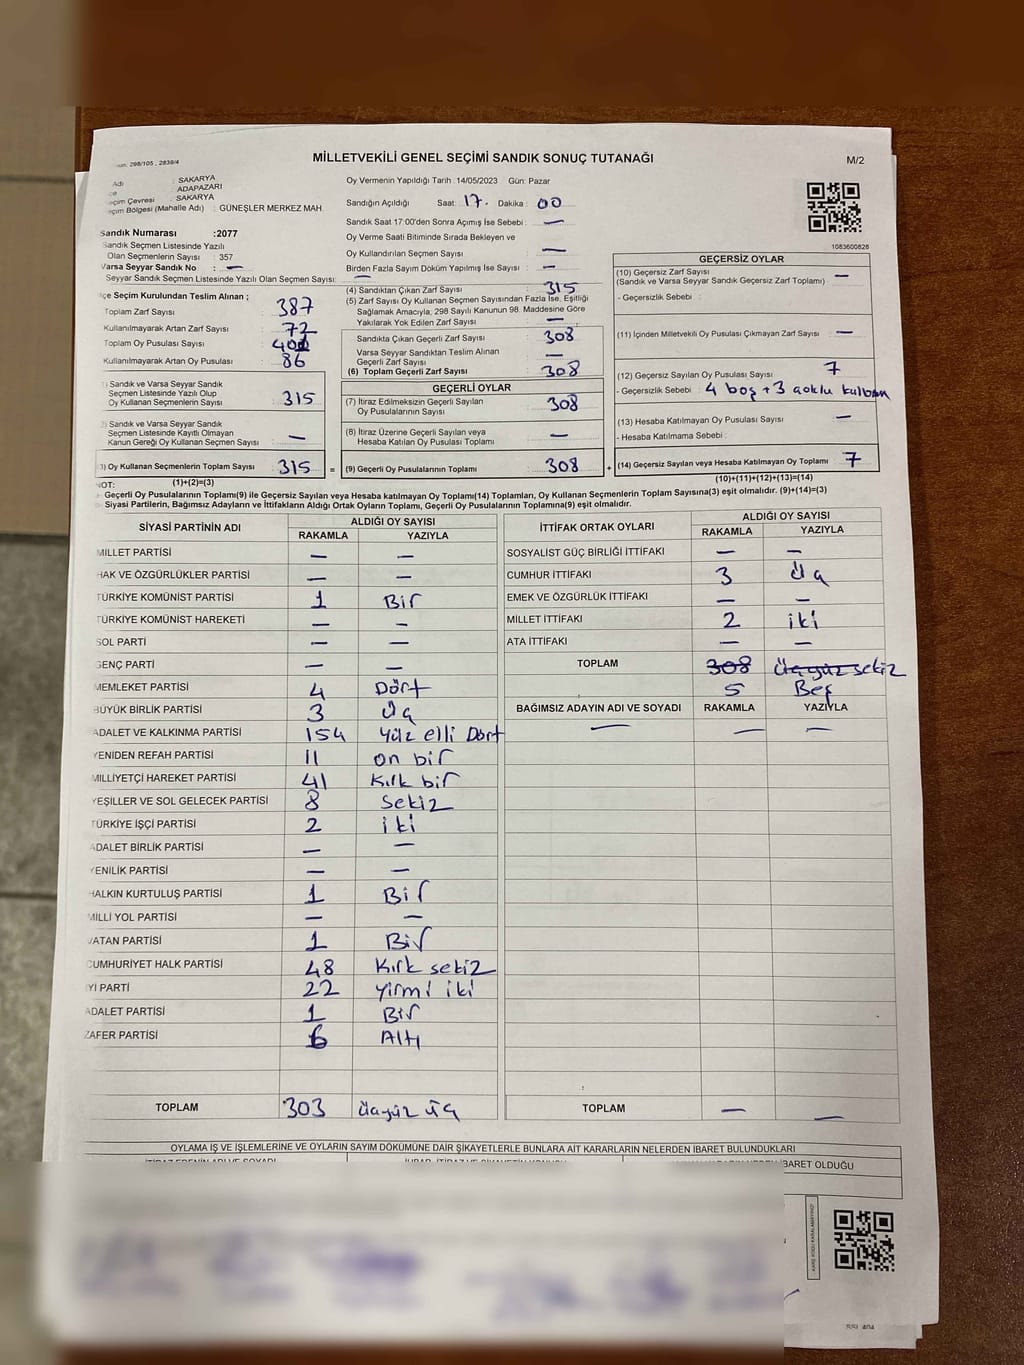 298/105 , 2839/4
MİLLETVEKİLİ GENEL SEÇİMİ SANDIK SONUÇ TUTANAĞI
M/2
Adı : SAKARYA
ADAPAZARI
Çevresi : SAKARYA
Bölgesi (Mahalle Adı) : GÜNEŞLER MERKEZ MAH.
Oy Vermenin Yapıldığı Tarih : 14/05/2023 Gün: Pazar
Sandığın Açıldığı Saat: 17. Dakika : 00
Sandık Saat 17:00'den Sonra Açımış İse Sebebi : —
Oy Verme Saati Bitiminde Sırada Bekleyen ve
Oy Kullandırılan Seçmen Sayısı : —
Birden Fazla Sayım Döküm Yapılmış İse Sayısı : —
1083600828
Sandık Numarası :2077
Sandık Seçmen Listesinde Yazılı
Olan Seçmenlerin Sayısı : 357
Varsa Seyyar Sandık No : —
Seyyar Sandık Seçmen Listesinde Yazılı Olan Seçmen Sayısı: —
çe Seçim Kurulundan Teslim Alınan ;
Toplam Zarf Sayısı : 387
Kullanılmayarak Artan Zarf Sayısı : 72
Toplam Oy Pusulası Sayısı
Kullanılmayarak Artan Oy Pusulası : 86
1) Sandık ve Varsa Seyyar Sandık
Seçmen Listesinde Yazılı Olup
Oy Kullanan Seçmenlerin Sayısı : 315
2) Sandık ve Varsa Seyyar Sandık
Seçmen Listesinde Kayıtlı Olmayan
Kanun Gereği Oy Kullanan Seçmen Sayısı : —
3) Oy Kullanan Seçmenlerin Toplam Sayısı : 315 =
(1)+(2)=(3)
(4) Sandıktan Çıkan Zarf Sayısı : 315
(5) Zarf Sayısı Oy Kullanan Seçmen Sayısından Fazla İse, Eşitliği
Sağlamak Amacıyla; 298 Sayılı Kanunun 98. Maddesine Göre
Yakılarak Yok Edilen Zarf Sayısı : —
Sandıkta Çıkan Geçerli Zarf Sayısı : 308
Varsa Seyyar Sandıktan Teslim Alınan
Geçerli Zarf Sayısı : —
(6) Toplam Geçerli Zarf Sayısı : 308
GEÇERLİ OYLAR
(7) İtiraz Edilmeksizin Geçerli Sayılan
Oy Pusulalarının Sayısı : 308
(8) İtiraz Üzerine Geçerli Sayılan veya
Hesaba Katılan Oy Pusulası Toplamı : —
(9) Geçerli Oy Pusulalarının Toplamı : 308 +
GEÇERSİZ OYLAR
(10) Geçersiz Zarf Sayısı : —
(Sandık ve Varsa Seyyar Sandık Geçersiz Zarf Toplamı)
- Geçersizlik Sebebi :
(11) İçinden Milletvekili Oy Pusulası Çıkmayan Zarf Sayısı : —
(12) Geçersiz Sayılan Oy Pusulası Sayısı : 7
- Geçersizlik Sebebi : 4 boş + 3
(13) Hesaba Katılmayan Oy Pusulası Sayısı : —
- Hesaba Katılmama Sebebi :
(14) Geçersiz Sayılan veya Hesaba Katılmayan Oy Toplamı : 7
(10)+(11)+(12)+(13)=(14)
NOT:
- Geçerli Oy Pusulalarının Toplamı(9) ile Geçersiz Sayılan veya Hesaba katılmayan Oy Toplamı(14) Toplamları, Oy Kullanan Seçmenlerin Toplam Sayısına(3) eşit olmalıdır. (9)+(14)=(3)
- Siyasi Partilerin, Bağımsız Adayların ve İttifakların Aldığı Ortak Oyların Toplamı, Geçerli Oy Pusulalarının Toplamına(9) eşit olmalıdır.
SİYASİ PARTİNİN ADI ALDIĞI OY SAYISI
RAKAMLA YAZIYLA
MİLLET PARTİSİ — —
HAK VE ÖZGÜRLÜKLER PARTİSİ — —
TÜRKİYE KOMÜNİST PARTİSİ 1 Bir
TÜRKİYE KOMÜNİST HAREKETİ — —
SOL PARTİ — —
GENÇ PARTİ — —
MEMLEKET PARTİSİ 4 Dört
BÜYÜK BİRLİK PARTİSİ 3 Üç
ADALET VE KALKINMA PARTİSİ 154 Yüz elli Dört
YENİDEN REFAH PARTİSİ 11 on bir
MİLLİYETÇİ HAREKET PARTİSİ 41 Kırk bir
YEŞİLLER VE SOL GELECEK PARTİSİ 8 Sekiz
TÜRKİYE İŞÇİ PARTİSİ 2 iki
ADALET BİRLİK PARTİSİ — —
YENİLİK PARTİSİ — —
HALKIN KURTULUŞ PARTİSİ 1 Bir
MİLLİ YOL PARTİSİ — —
VATAN PARTİSİ 1 Bir
CUMHURİYET HALK PARTİSİ 48 Kırk sekiz
İYİ PARTİ 22 yirmi iki
ADALET PARTİSİ 1 Bir
ZAFER PARTİSİ 6 Altı
TOPLAM 303 üçyüz üç
İTTİFAK ORTAK OYLARI ALDIĞI OY SAYISI
RAKAMLA YAZIYLA
SOSYALİST GÜÇ BİRLİĞİ İTTİFAKI — —
CUMHUR İTTİFAKI 3 Üç
EMEK VE ÖZGÜRLÜK İTTİFAKI — —
MİLLET İTTİFAKI 2 iki
ATA İTTİFAKI — —
TOPLAM 308 Üçyüz sekiz
5 Beş
BAĞIMSIZ ADAYIN ADI VE SOYADI RAKAMLA YAZIYLA
— — —
TOPLAM — —
OYLAMA İŞ VE İŞLEMLERİNE VE OYLARIN SAYIM DÖKÜMÜNE DAİR ŞİKAYETLERLE BUNLARA AİT KARARLARIN NELERDEN İBARET BULUNDUKLARI
İBARET OLDUĞU